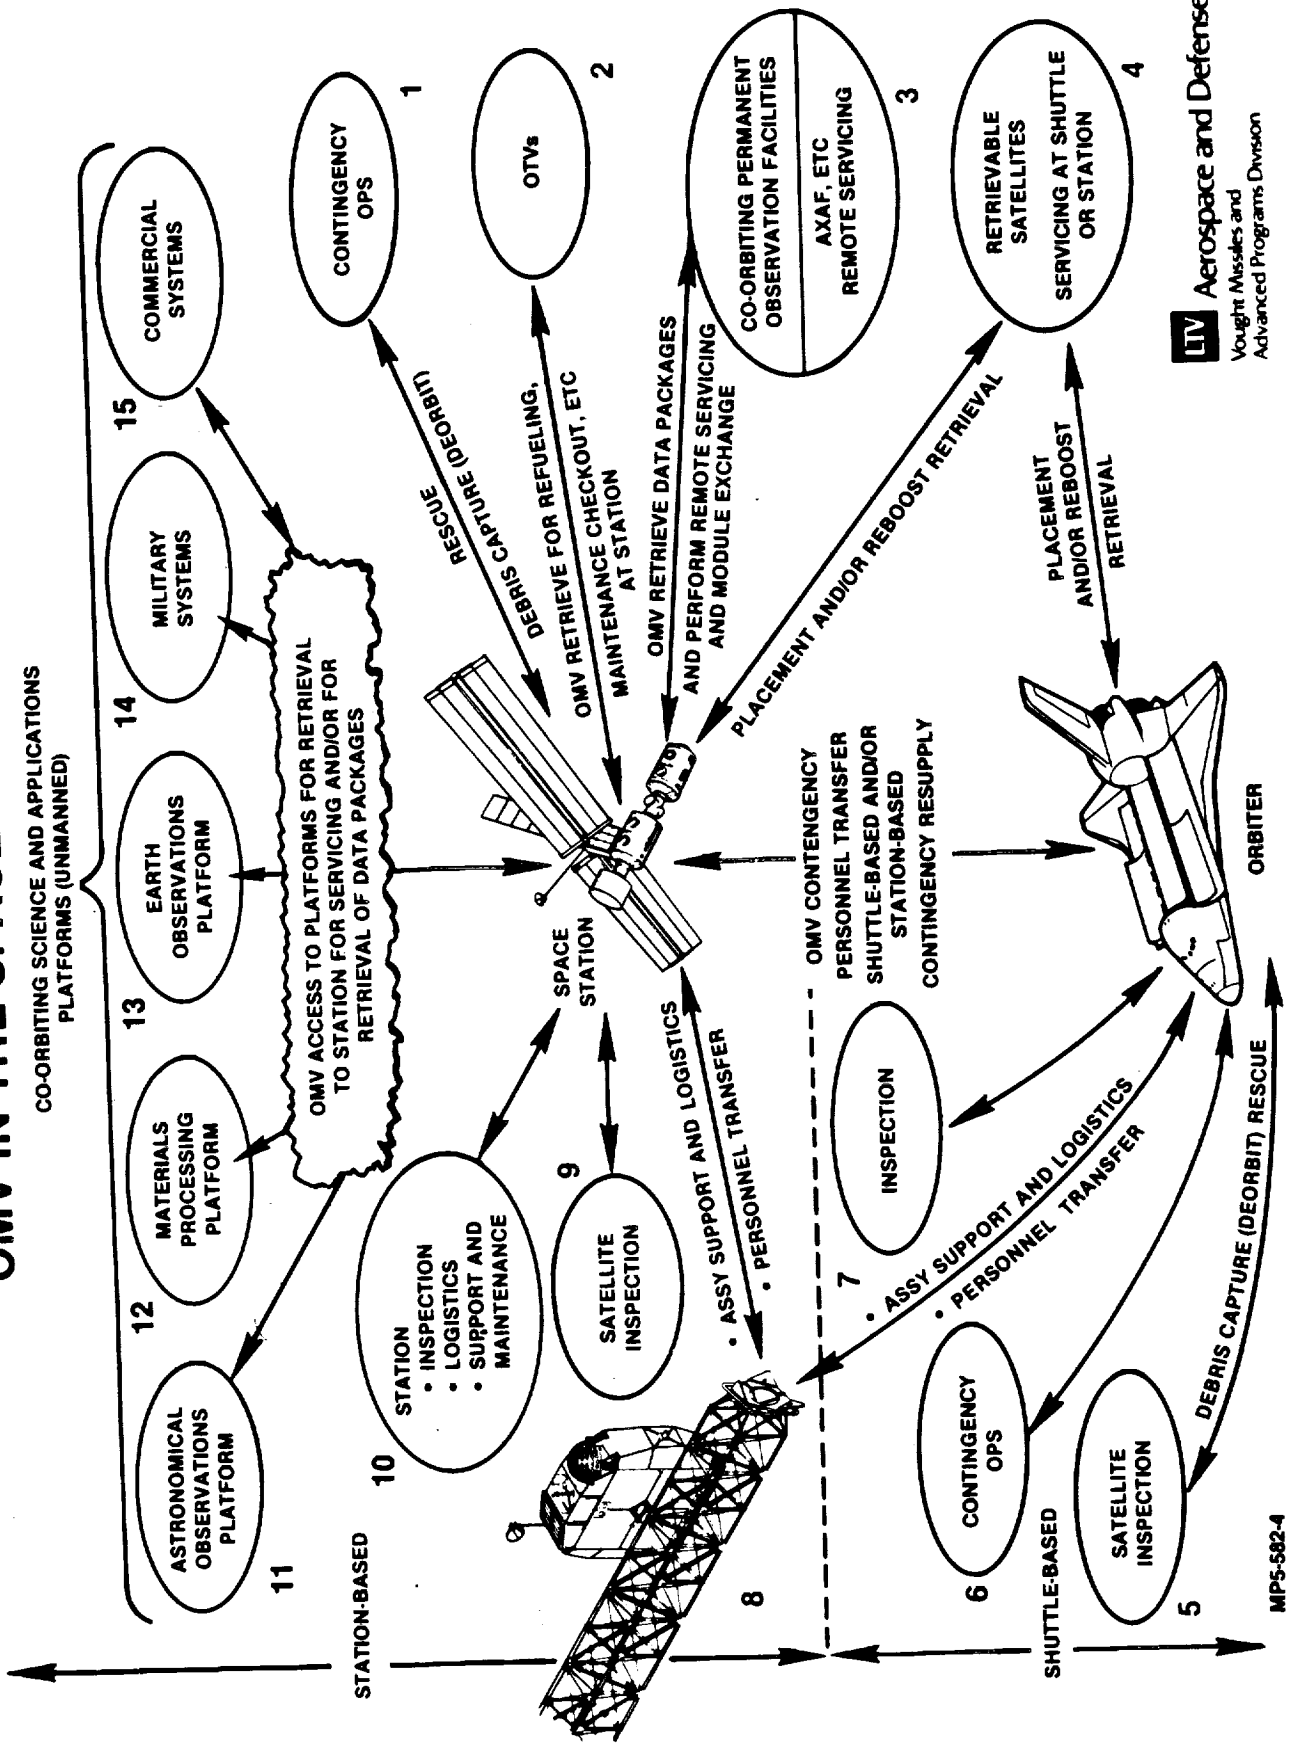 OMV IN THE
CO-ORBITING SCIENCE AND APPLICATIONS
PLATFORMS (UNMANNED)
11
ASTRONOMICAL
OBSERVATIONS
PLATFORM
12
MATERIALS
PROCESSING
PLATFORM
13
EARTH
OBSERVATIONS
PLATFORM
14
MILITARY
SYSTEMS
15
COMMERCIAL
SYSTEMS
OMV ACCESS TO PLATFORMS FOR RETRIEVAL
TO STATION FOR SERVICING AND/OR FOR
RETRIEVAL OF DATA PACKAGES
STATION-BASED
10
STATION
• INSPECTION
• LOGISTICS
• SUPPORT AND
MAINTENANCE
9
SATELLITE
INSPECTION
SPACE
STATION
RESCUE
DEBRIS CAPTURE (DEORBIT)
CONTINGENCY
OPS
1
OMV RETRIEVE FOR REFUELING,
MAINTENANCE CHECKOUT, ETC
AT STATION
OTVs
2
OMV RETRIEVE DATA PACKAGES
AND PERFORM REMOTE SERVICING
AND MODULE EXCHANGE
CO-ORBITING PERMANENT
OBSERVATION FACILITIES
AXAF, ETC
REMOTE SERVICING
3
PLACEMENT AND/OR REBOOST RETRIEVAL
RETRIEVABLE
SATELLITES
SERVICING AT SHUTTLE
OR STATION
4
8
• ASSY SUPPORT AND LOGISTICS
• PERSONNEL TRANSFER
OMV CONTENGENCY
PERSONNEL TRANSFER
SHUTTLE-BASED AND/OR
STATION-BASED
CONTINGENCY RESUPPLY
PLACEMENT
AND/OR REBOOST
RETRIEVAL
SHUTTLE-BASED
7
INSPECTION
• ASSY SUPPORT AND LOGISTICS
• PERSONNEL TRANSFER
6
CONTINGENCY
OPS
5
SATELLITE
INSPECTION
DEBRIS CAPTURE (DEORBIT) RESCUE
ORBITER
MP5-582-4
LTV Aerospace and Defense
Vought Missiles and
Advanced Programs Division